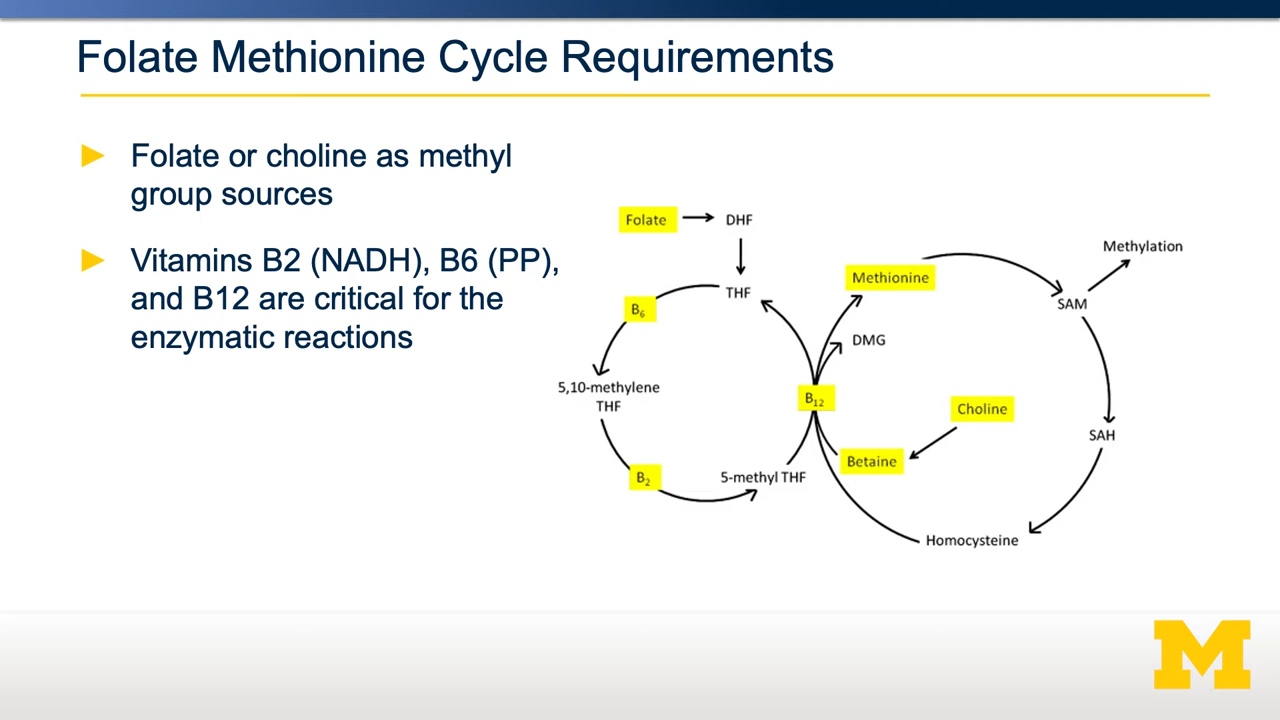 Folate Methionine Cycle Requirements
► Folate or choline as methyl
group sources
► Vitamins B2 (NADH), B6 (PP),
and B12 are critical for the
enzymatic reactions
Folate
DHF
THF
B₆
5,10-methylene
THF
B₂
5-methyl THF
B₁₂
Methionine
DMG
Choline
Betaine
Methylation
SAM
SAH
Homocysteine
M